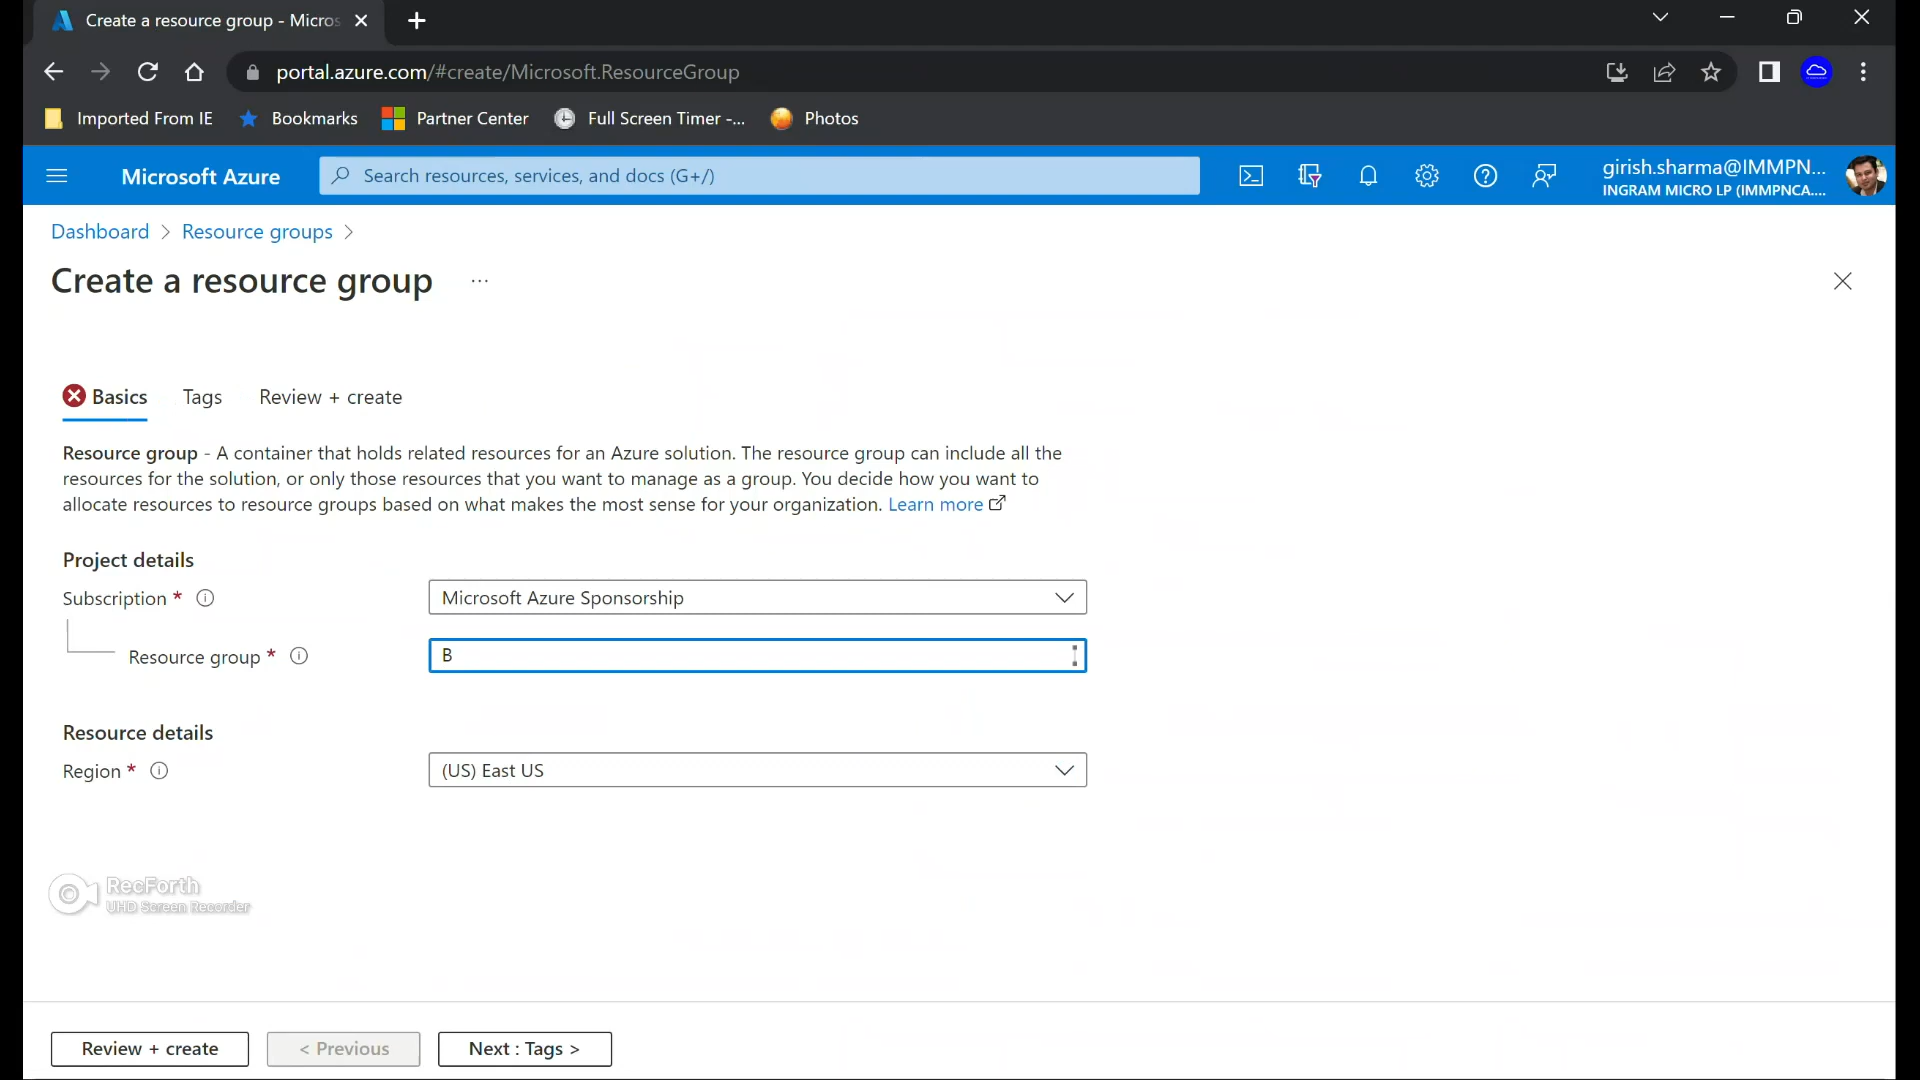 Create a resource group - Micros
portal.azure.com/#create/Microsoft.ResourceGroup
Imported From IE
Bookmarks
Partner Center
Full Screen Timer -...
Photos
Microsoft Azure
Search resources, services, and docs (G+/)
girish.sharma@IMMPN...
INGRAM MICRO LP (IMMPNCA....
Dashboard > Resource groups >
Create a resource group ...
Basics
Tags
Review + create
Resource group - A container that holds related resources for an Azure solution. The resource group can include all the
resources for the solution, or only those resources that you want to manage as a group. You decide how you want to
allocate resources to resource groups based on what makes the most sense for your organization. Learn more
Project details
Subscription *
Microsoft Azure Sponsorship
Resource group *
B
Resource details
Region *
(US) East US
RecForth
UHD Screen Recorder
Review + create
< Previous
Next : Tags >